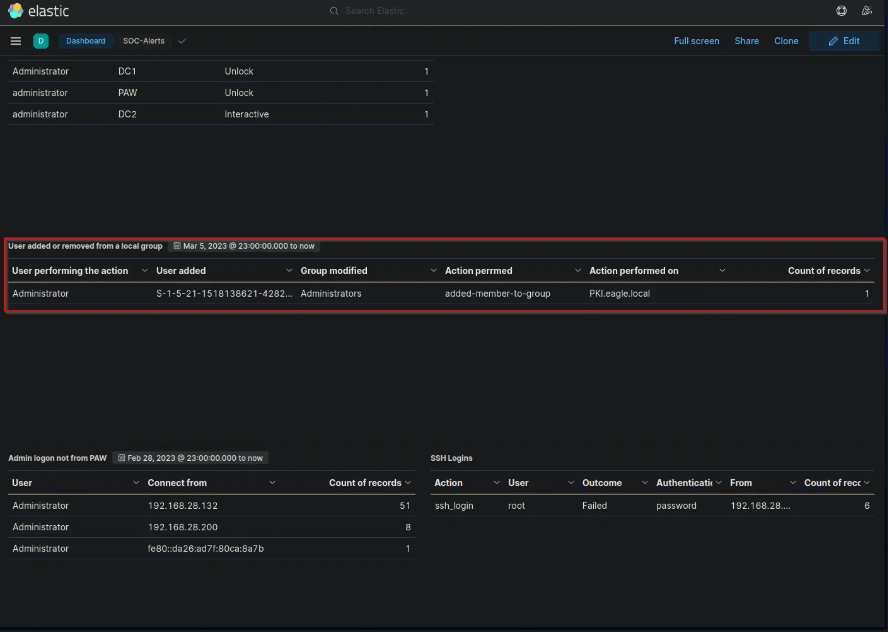 elastic Search Elastic
D Dashboard SOC-Alerts Full screen Share Clone Edit
Administrator DC1 Unlock 1
administrator PAW Unlock 1
administrator DC2 Interactive 1
User added or removed from a local group Mar 5, 2023 @ 23:00:00.000 to now
User performing the action User added Group modified Action perrmed Action performed on Count of records
Administrator S-1-5-21-1518138621-4282... Administrators added-member-to-group PKI.eagle.local 1
Admin logon not from PAW Feb 28, 2023 @ 23:00:00.000 to now
User Connect from Count of records
Administrator 192.168.28.132 51
Administrator 192.168.28.200 8
Administrator fe80::da26:ad7f:80ca:8a7b 1
SSH Logins
Action User Outcome Authenticatic From Count of recc
ssh_login root Failed password 192.168.28.... 6